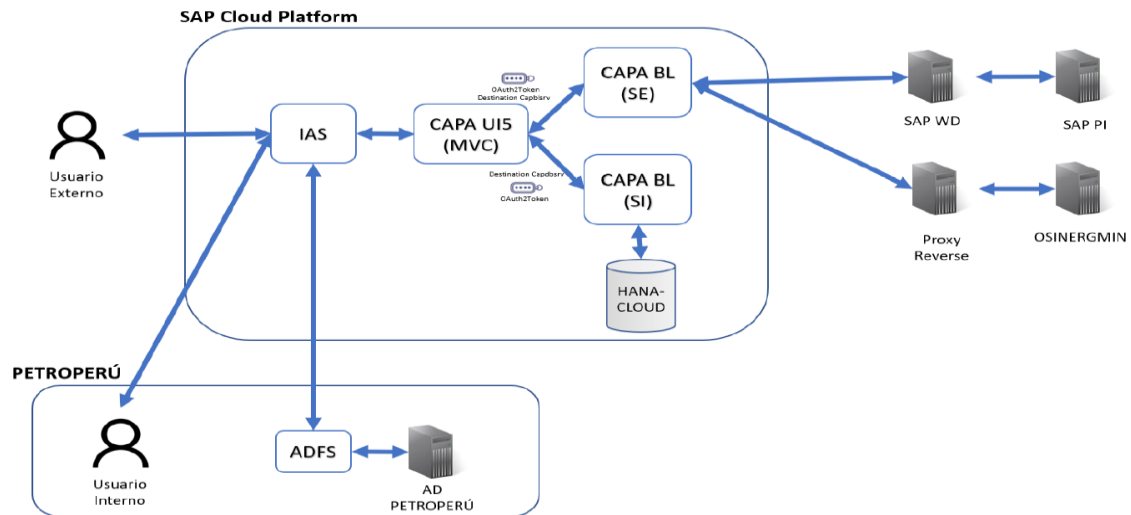 SAP Cloud Platform
OAuth2Token
Destination Capblsrv
CAPA BL
(SE)
SAP WD
SAP PI
Usuario
Externo
IAS
CAPA UI5
(MVC)
Destination Capdbsrv
OAuth2Token
CAPA BL
(SI)
Proxy
Reverse
OSINERGMIN
HANA-
CLOUD
PETROPERÚ
Usuario
Interno
ADFS
AD
PETROPERÚ